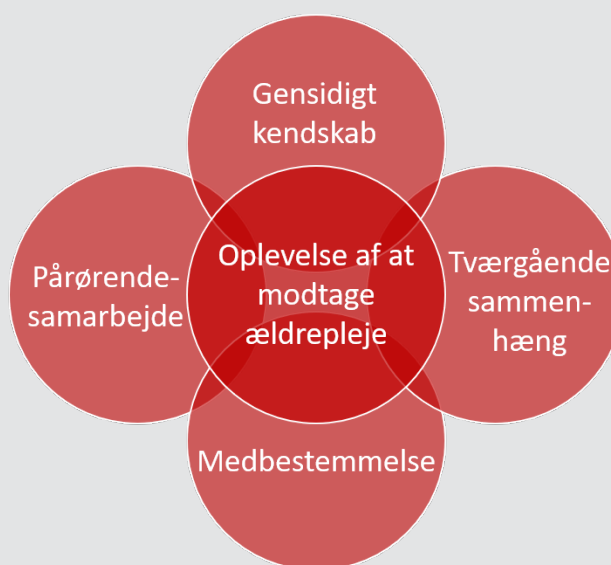 Gensidigt
kendskab
Pårørende-
samarbejde
Oplevelse af at
modtage
ældrepleje
Tværgående
sammen-
hæng
Medbestemmelse